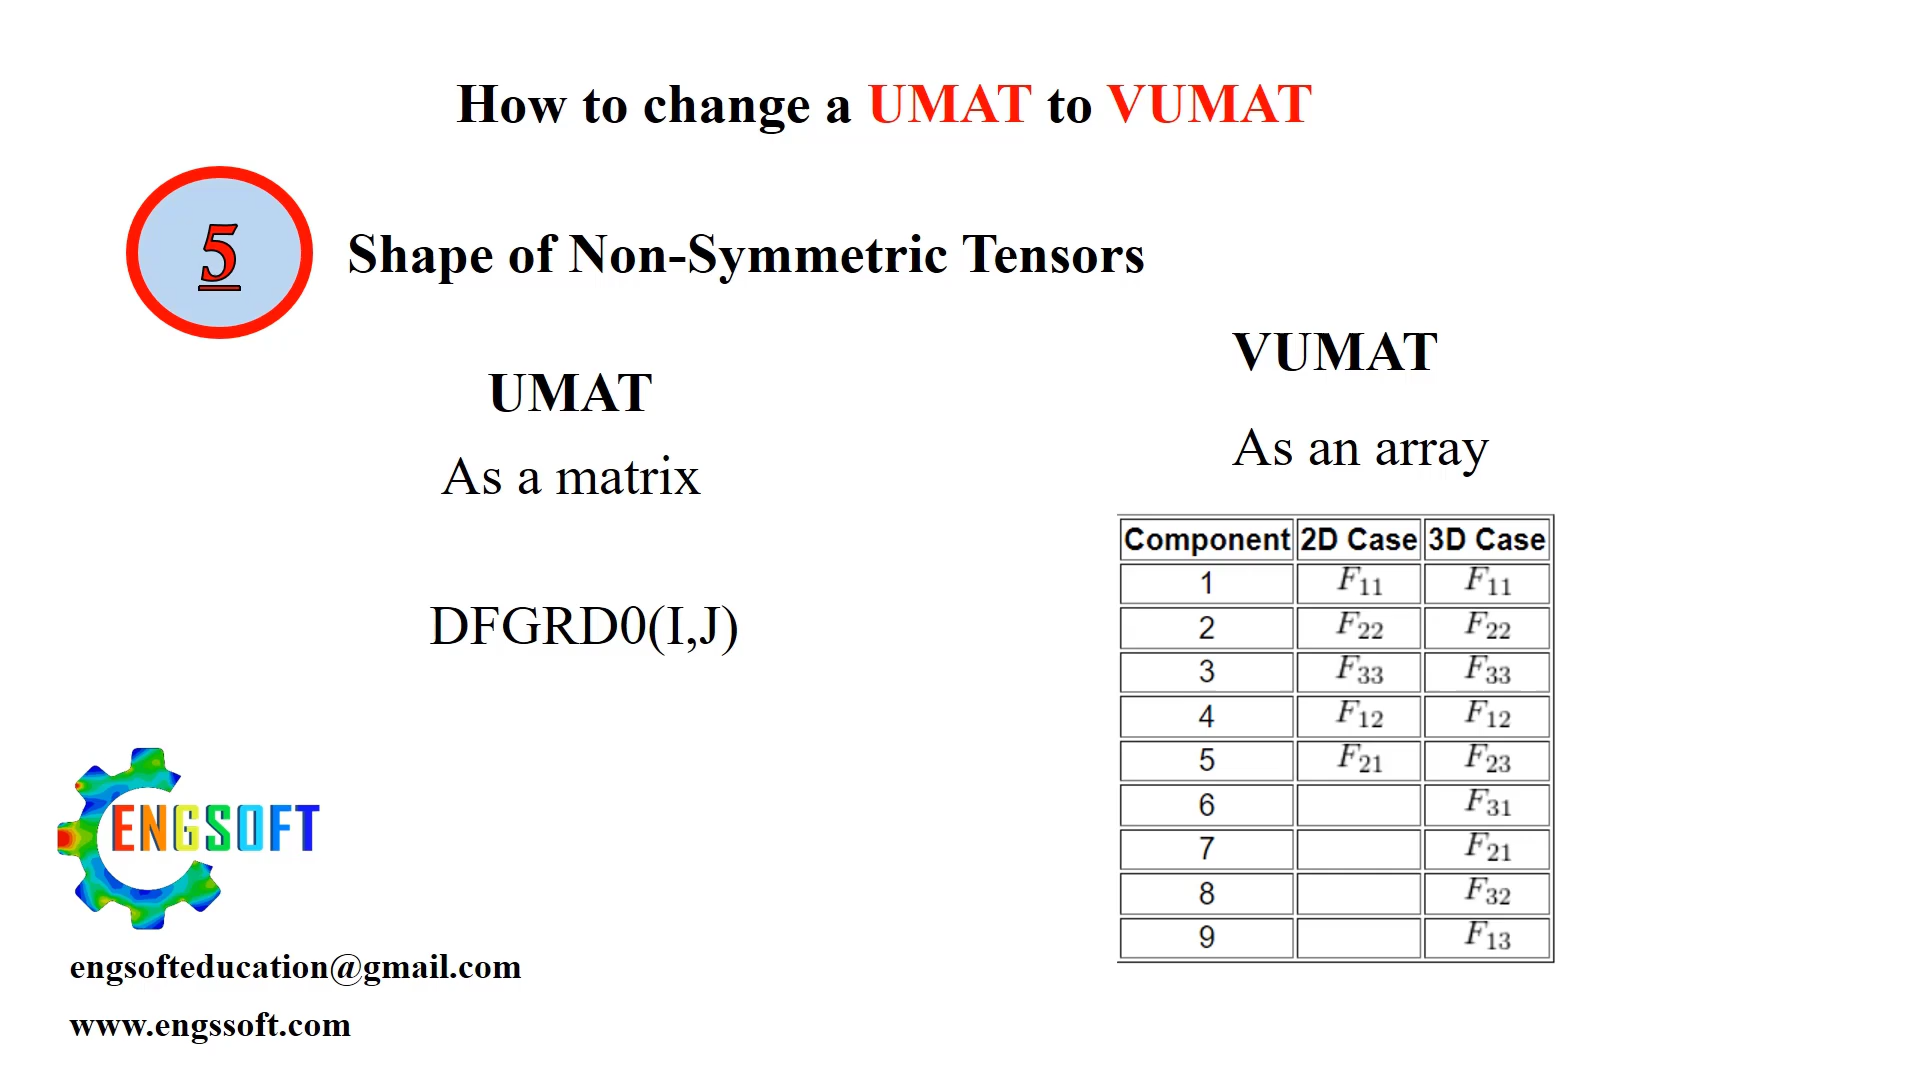 How to change a UMAT to VUMAT
5
Shape of Non-Symmetric Tensors
UMAT
As a matrix
DFGRD0(I,J)
VUMAT
As an array
Component 2D Case 3D Case
1 F11 F11
2 F22 F22
3 F33 F33
4 F12 F12
5 F21 F23
6 F31
7 F21
8 F32
9 F13
ENGSOFT
engsofteducation@gmail.com
www.engssoft.com